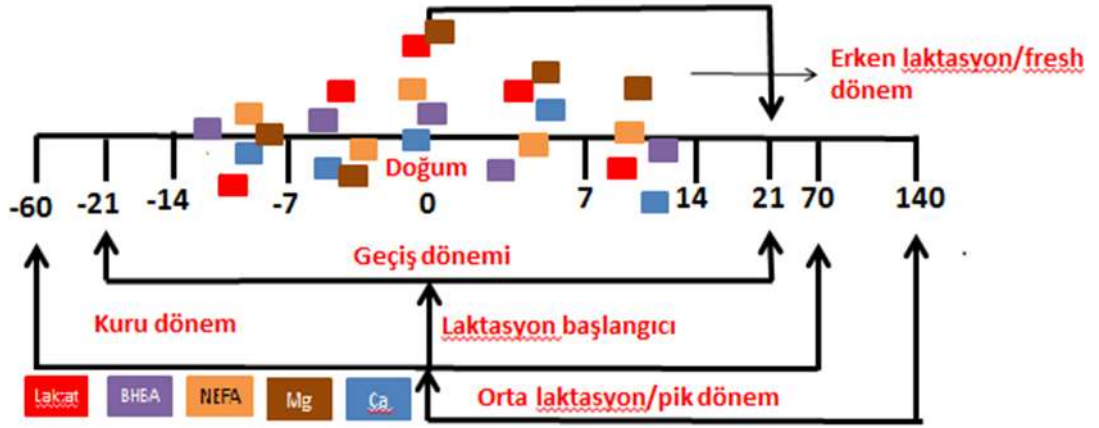 Erken laktasyon/fresh
dönem
Doğum
-60 -21 -14 -7 0 7 14 21 70 140
Geçiş dönemi
Kuru dönem
Laktasyon başlangıcı
Laktat BHBA NEFA Mg Ca
Orta laktasyon/pik dönem